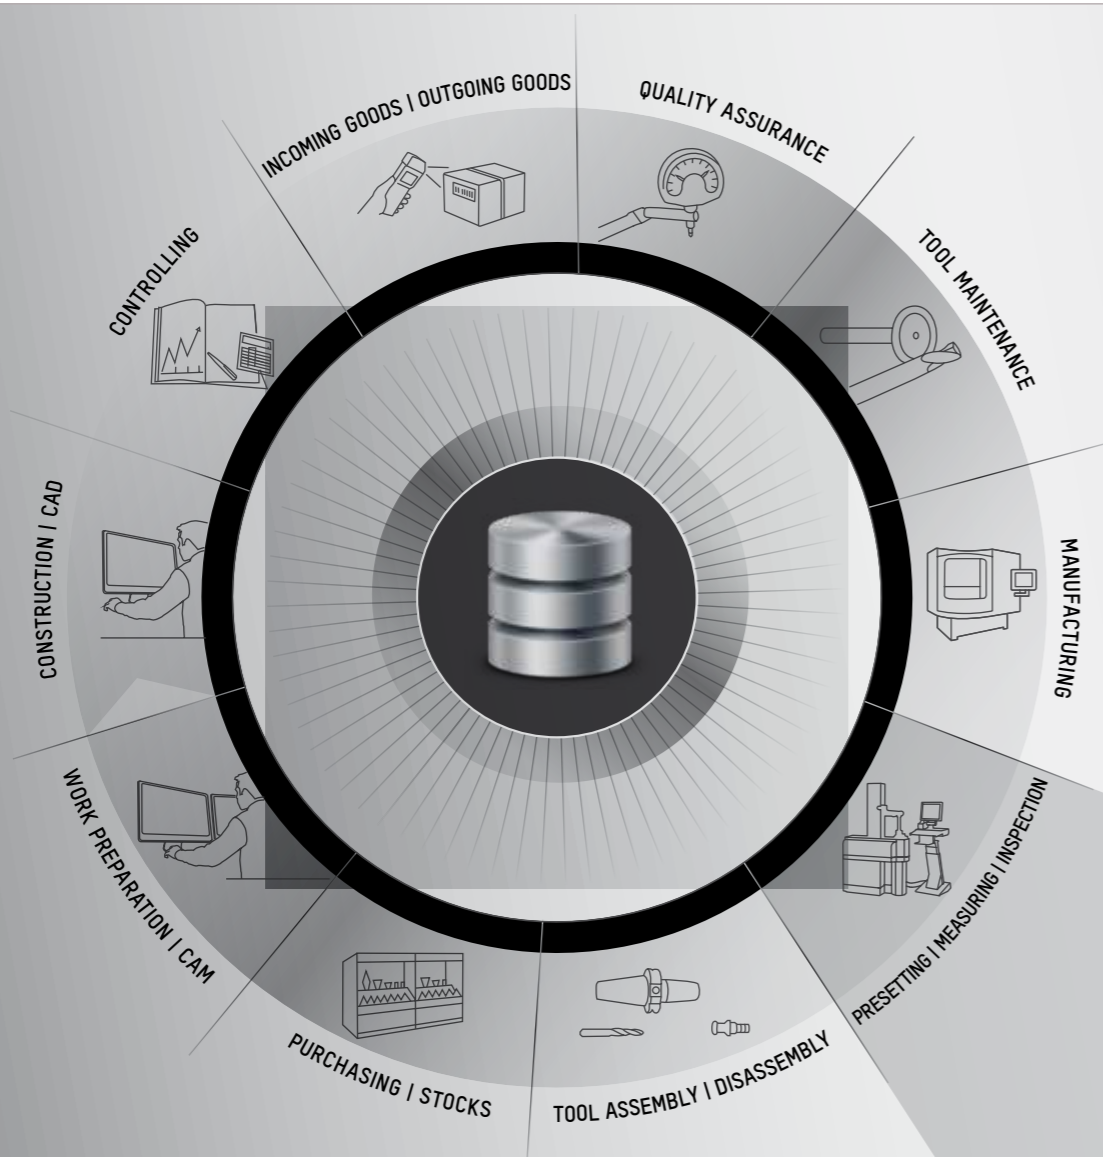 INCOMING GOODS | OUTGOING GOODS
QUALITY ASSURANCE
TOOL MAINTENANCE
MANUFACTURING
PRESETTING | MEASURING | INSPECTION
TOOL ASSEMBLY | DISASSEMBLY
PURCHASING | STOCKS
WORK PREPARATION | CAM
CONSTRUCTION | CAD
CONTROLLING